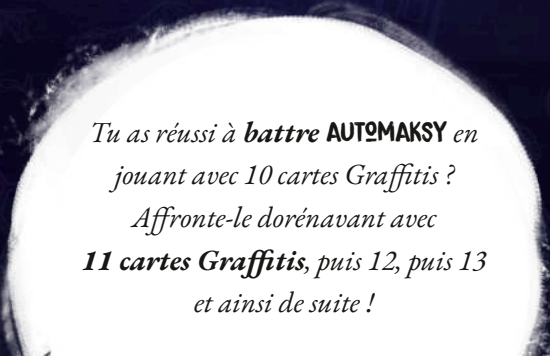 Tu as réussi à battre AUTOMAKSY en
jouant avec 10 cartes Graffitis ?
Affronte-le dorénavant avec
11 cartes Graffitis, puis 12, puis 13
et ainsi de suite !